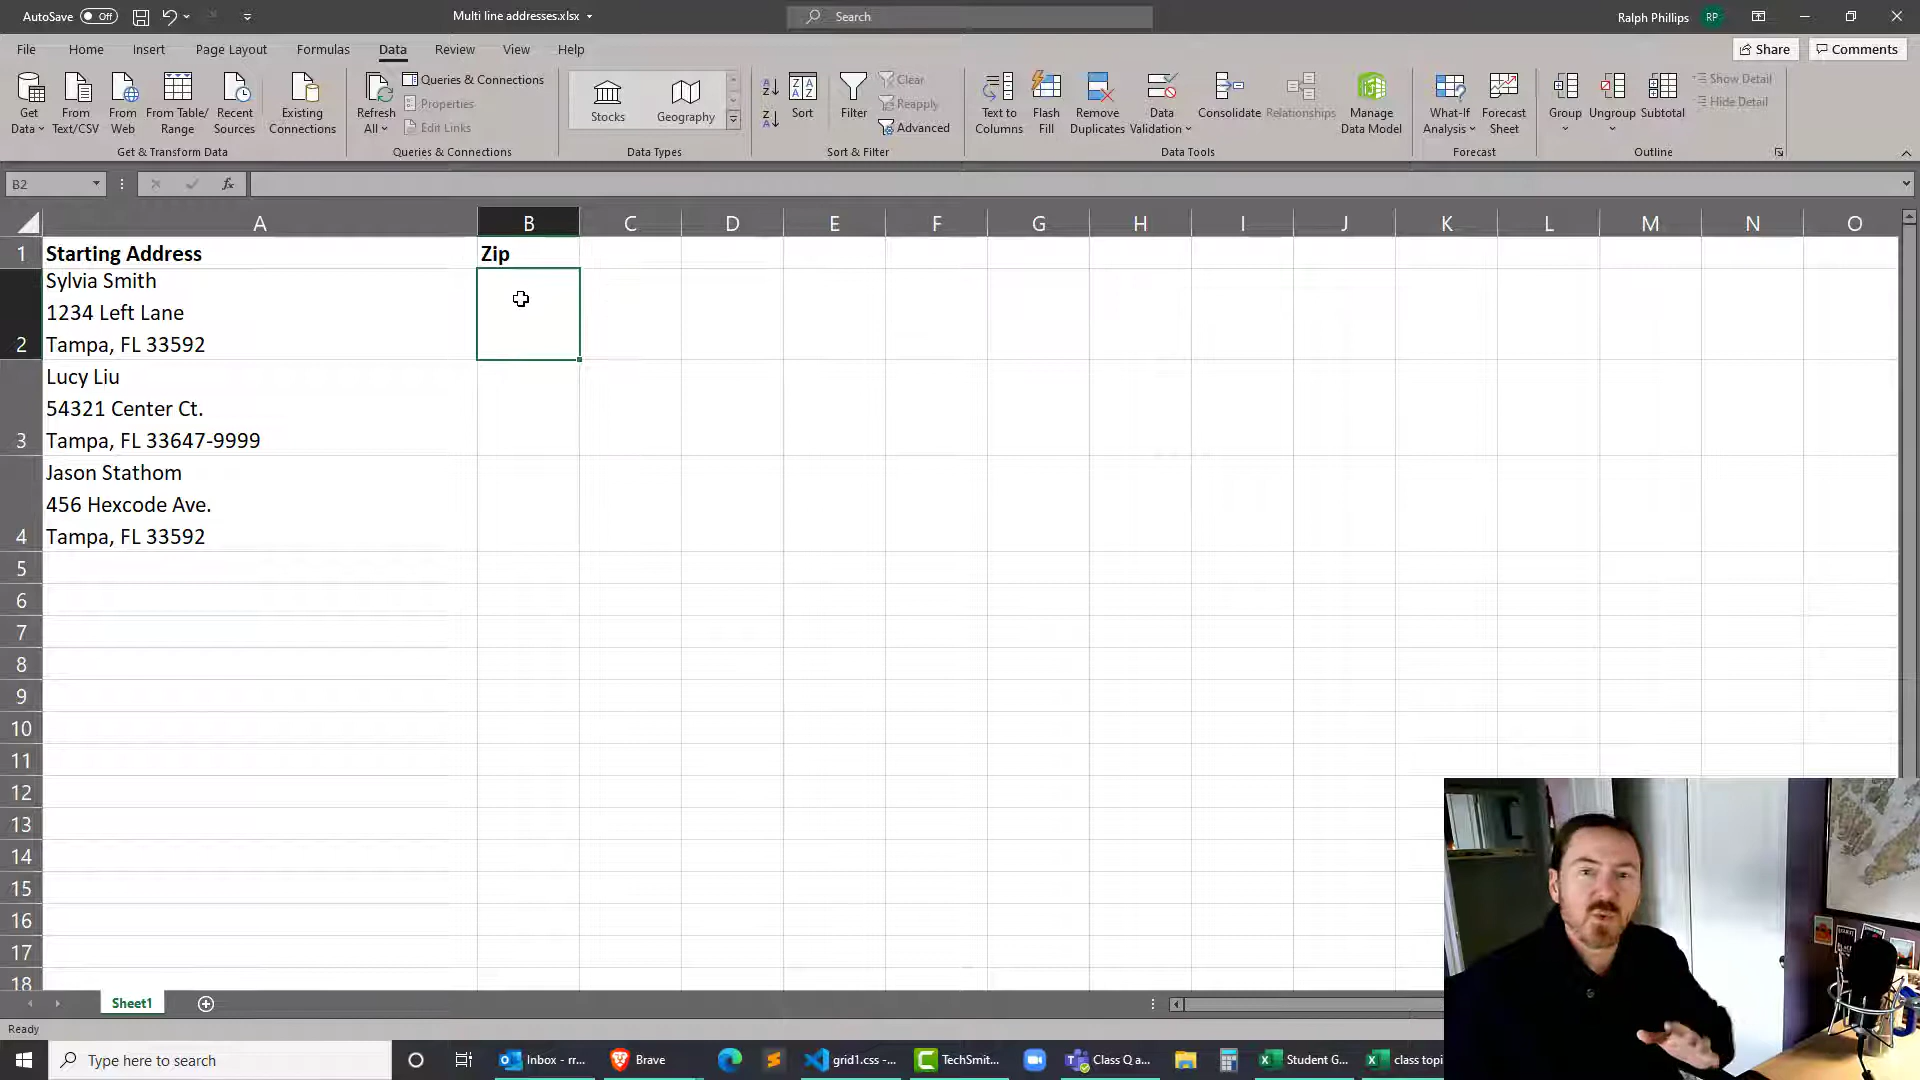 AutoSave Off
Multi line addresses.xlsx
Search
Ralph Phillips RP
File Home Insert Page Layout Formulas Data Review View Help
Share Comments
Get Data
From Text/CSV
From Web
From Table/ Range
Recent Sources
Existing Connections
Get & Transform Data
Refresh All
Queries & Connections
Properties
Edit Links
Queries & Connections
Stocks Geography
Data Types
Sort
Filter
Clear
Reapply
Advanced
Sort & Filter
Text to Columns
Flash Fill
Remove Duplicates
Data Validation
Consolidate
Relationships
Manage Data Model
Data Tools
What-If Analysis
Forecast Sheet
Forecast
Group
Ungroup
Subtotal
Show Detail
Hide Detail
Outline
B2
fx
A B C D E F G H I J K L M N O
1 Starting Address Zip
Sylvia Smith
1234 Left Lane
2 Tampa, FL 33592
Lucy Liu
54321 Center Ct.
3 Tampa, FL 33647-9999
Jason Stathom
456 Hexcode Ave.
4 Tampa, FL 33592
5
6
7
8
9
10
11
12
13
14
15
16
17
18
Sheet1
Ready
Type here to search
Inbox - rr...
Brave
grid1.css -...
TechSmit...
Class Q a...
Student G...
class topi